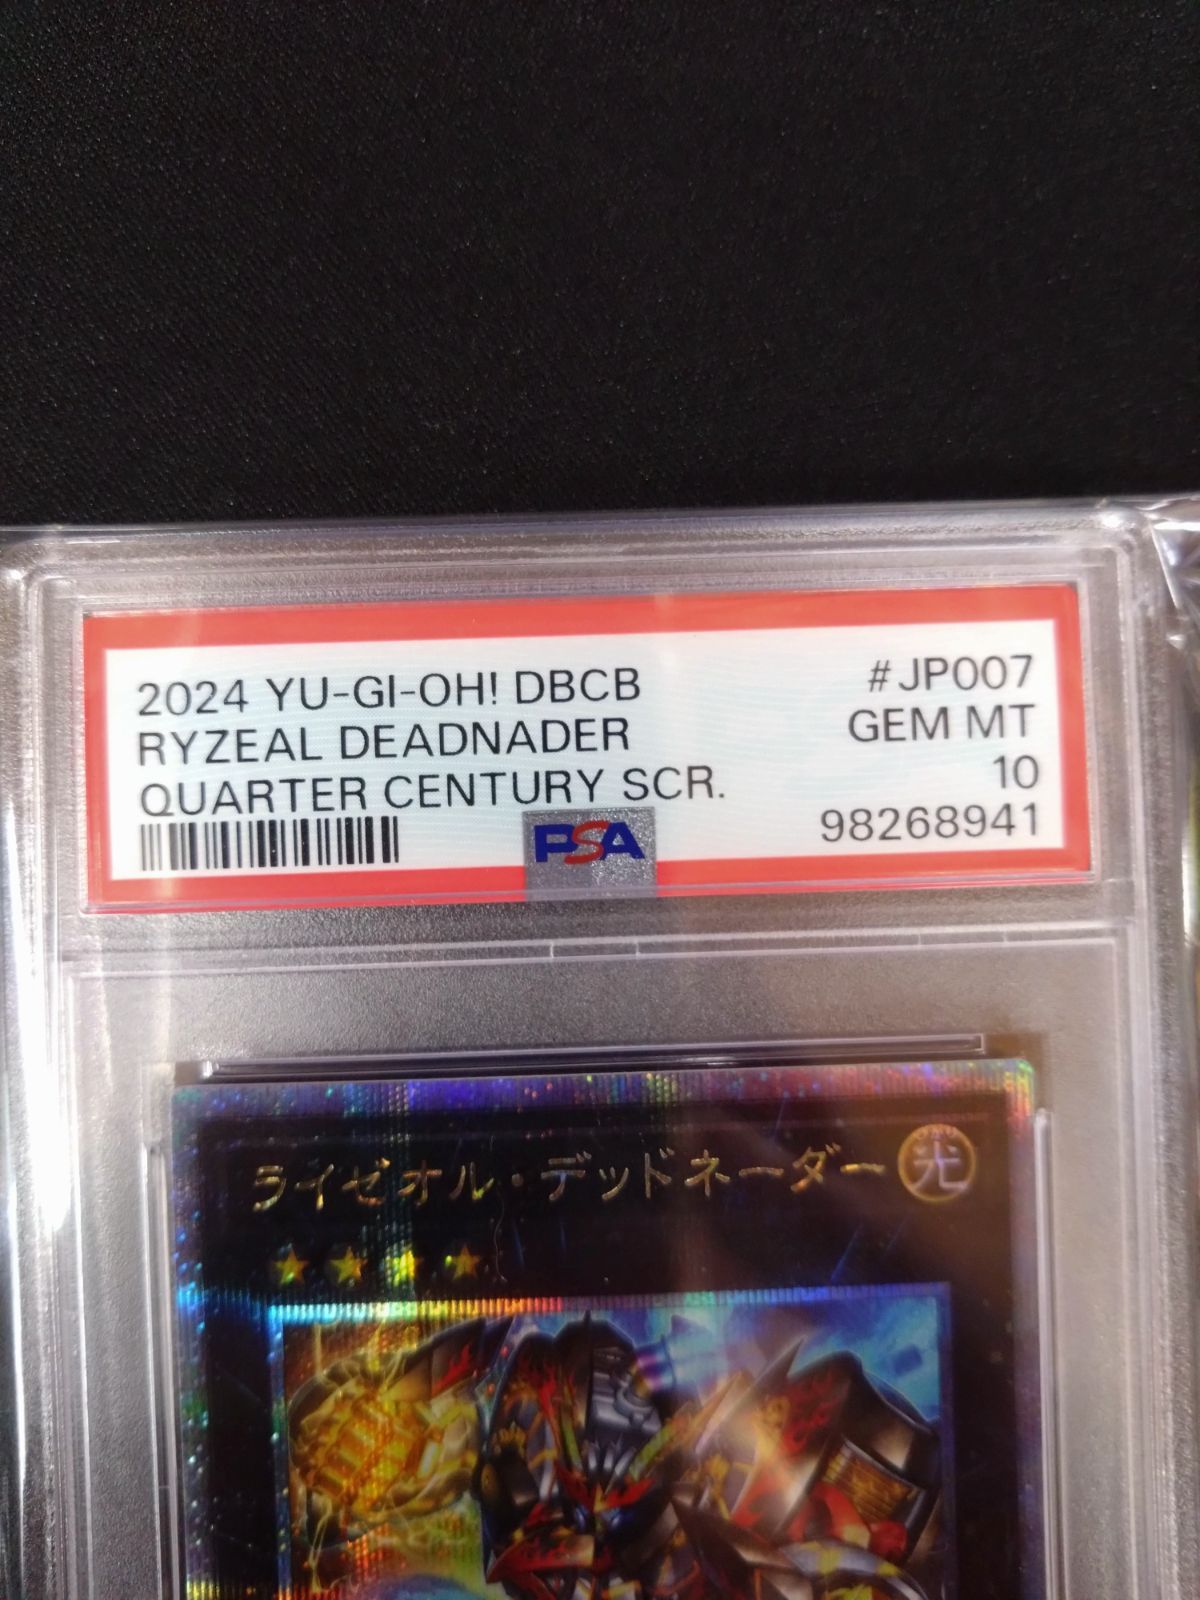 2024 YU-GI-OH! DBCB #JP007
RYZEAL DEADNADER GEM MT
QUARTER CENTURY SCR. 10
PSA 98268941
ライゼオル・デッドネーダー 光